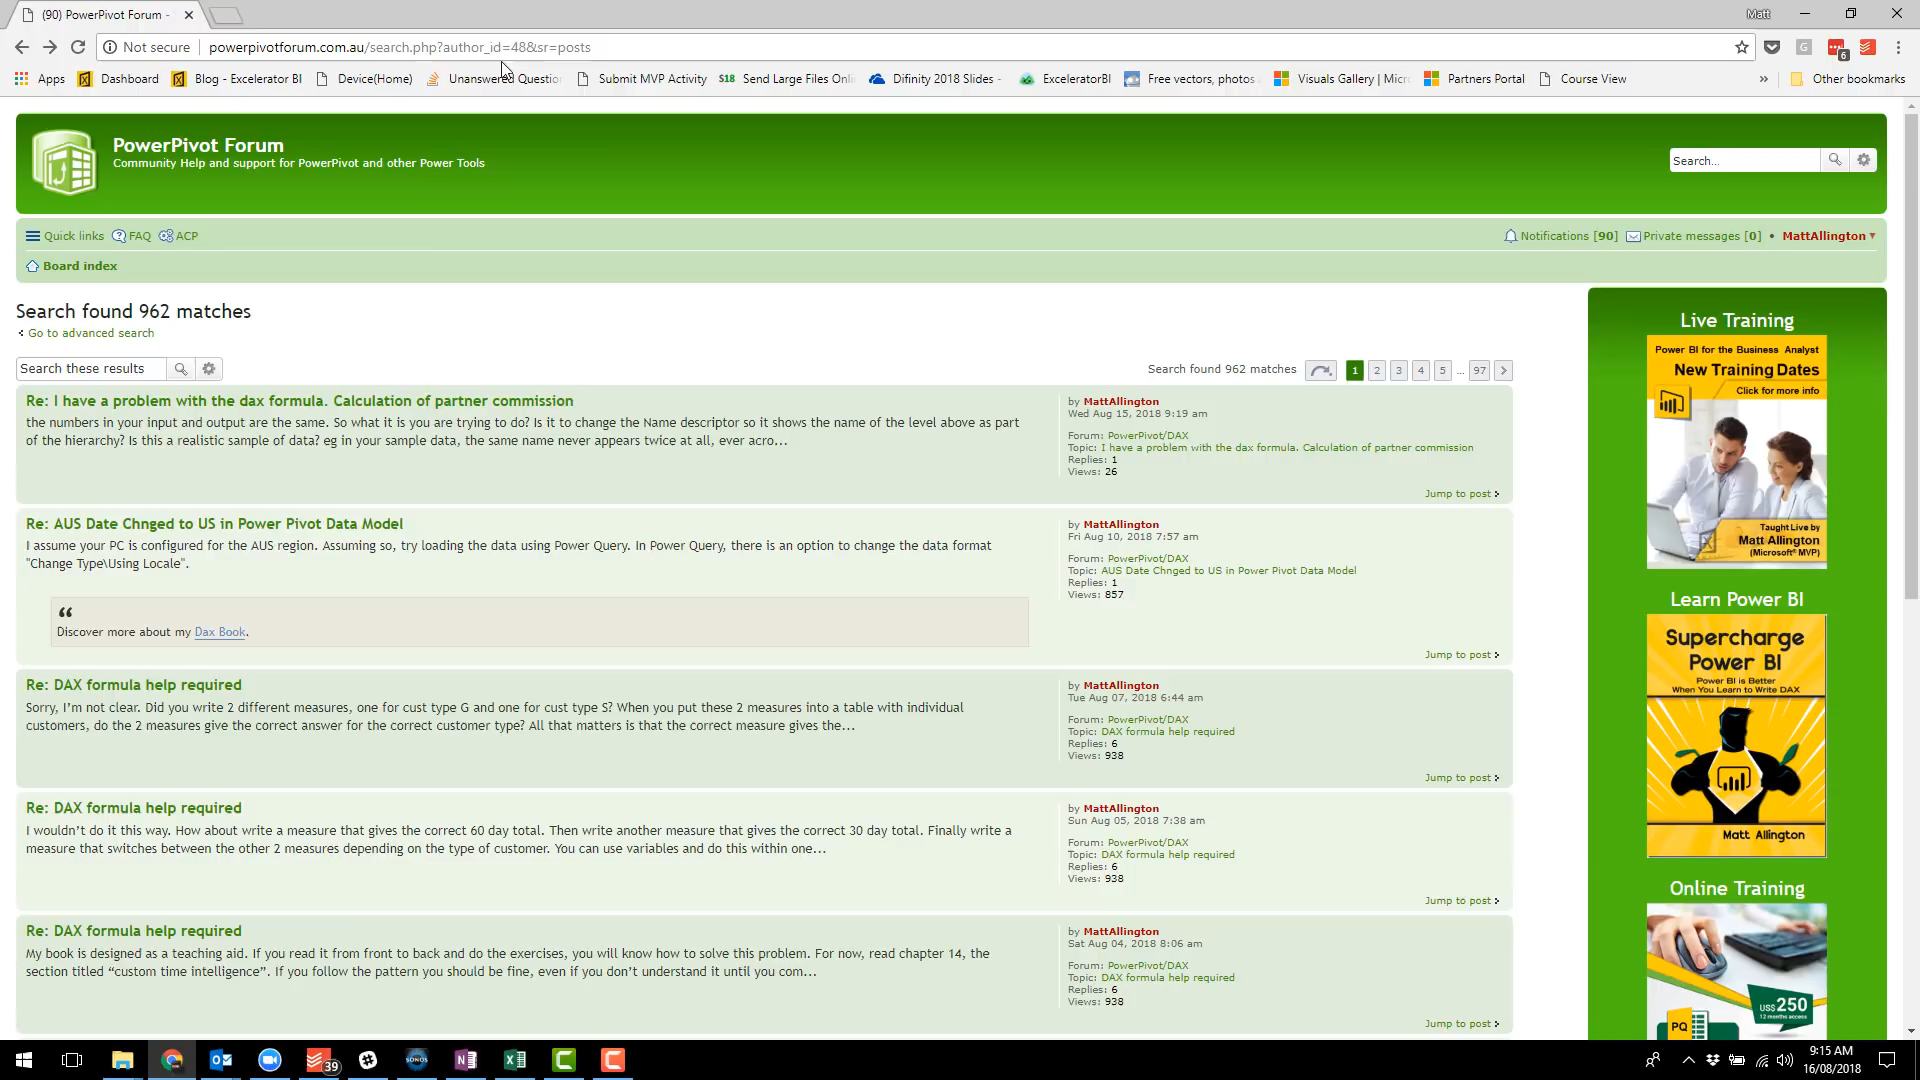 (90) PowerPivot Forum -
Matt
Not secure
powerpivotforum.com.au/search.php?author_id=48&sr=posts
6
Apps
Dashboard
Blog - Excelerator BI
Device(Home)
Unanswered Questio
Submit MVP Activity
S18 Send Large Files Onli
Difinity 2018 Slides -
ExceleratorBI
Free vectors, photos
Visuals Gallery | Micr
Partners Portal
Course View
»
Other bookmarks
PowerPivot Forum
Community Help and support for PowerPivot and other Power Tools
Search...
Quick links
FAQ
ACP
Notifications [90]
Private messages [0]
• MattAllington
Board index
Search found 962 matches
Go to advanced search
Search these results
Search found 962 matches
1 2 3 4 5 ... 97
Re: I have a problem with the dax formula. Calculation of partner commission
the numbers in your input and output are the same. So what it is you are trying to do? Is it to change the Name descriptor so it shows the name of the level above as part
of the hierarchy? Is this a realistic sample of data? eg in your sample data, the same name never appears twice at all, ever acro...
by MattAllington
Wed Aug 15, 2018 9:19 am
Forum: PowerPivot/DAX
Topic: I have a problem with the dax formula. Calculation of partner commission
Replies: 1
Views: 26
Jump to post
Re: AUS Date Chnged to US in Power Pivot Data Model
I assume your PC is configured for the AUS region. Assuming so, try loading the data using Power Query. In Power Query, there is an option to change the data format
"Change Type\Using Locale".
“
Discover more about my Dax Book.
by MattAllington
Fri Aug 10, 2018 7:57 am
Forum: PowerPivot/DAX
Topic: AUS Date Chnged to US in Power Pivot Data Model
Replies: 1
Views: 857
Jump to post
Re: DAX formula help required
Sorry, I’m not clear. Did you write 2 different measures, one for cust type G and one for cust type S? When you put these 2 measures into a table with individual
customers, do the 2 measures give the correct answer for the correct customer type? All that matters is that the correct measure gives the...
by MattAllington
Tue Aug 07, 2018 6:44 am
Forum: PowerPivot/DAX
Topic: DAX formula help required
Replies: 6
Views: 938
Jump to post
Re: DAX formula help required
I wouldn’t do it this way. How about write a measure that gives the correct 60 day total. Then write another measure that gives the correct 30 day total. Finally write a
measure that switches between the other 2 measures depending on the type of customer. You can use variables and do this within one...
by MattAllington
Sun Aug 05, 2018 7:38 am
Forum: PowerPivot/DAX
Topic: DAX formula help required
Replies: 6
Views: 938
Jump to post
Re: DAX formula help required
My book is designed as a teaching aid. If you read it from front to back and do the exercises, you will know how to solve this problem. For now, read chapter 14, the
section titled “custom time intelligence”. If you follow the pattern you should be fine, even if you don’t understand it until you com...
by MattAllington
Sat Aug 04, 2018 8:06 am
Forum: PowerPivot/DAX
Topic: DAX formula help required
Replies: 6
Views: 938
Jump to post
Live Training
Power BI for the Business Analyst
New Training Dates
Click for more info
Taught Live by
Matt Allington
(Microsoft® MVP)
Learn Power BI
Supercharge
Power BI
Power BI is Better
When You Learn to Write DAX
Matt Allington
Online Training
US$ 250
12 months access
PQ
39
SONOS
9:15 AM
16/08/2018